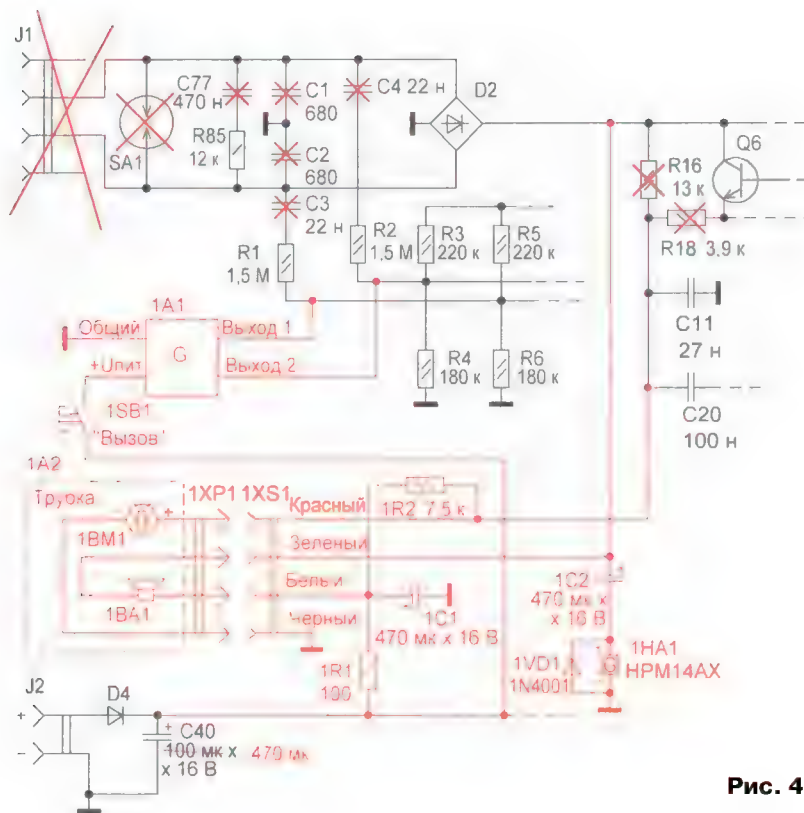 J1
C77
470 н
C1
680
C4 22 н
D2
SA1
R85
12 к
C2
680
C3
22 н
Q6
R16
13 к
R18 3,9 к
R1
1,5 М
R2
1,5 М
R3
220 к
R5
220 к
1A1
Общий
Выход 1
G
+Uпит
Выход 2
C11
27 н
R4
180 к
R6
180 к
1SB1
"Вызов"
C20
100 н
1A2
Трубка
1XP1
1XS1
Красный
1R2 7,5 к
+
1BM1
Зеленый
Белый
1BA1
1C1
470 мк х 16 В
Черный
1C2
470 мк х
х 16 В
1R1
100
1VD1
1N4001
G
1HA1
HPM14AX
J2
D4
+
+
C40
100 мк х 470 мк
х 16 В
–
Рис. 4